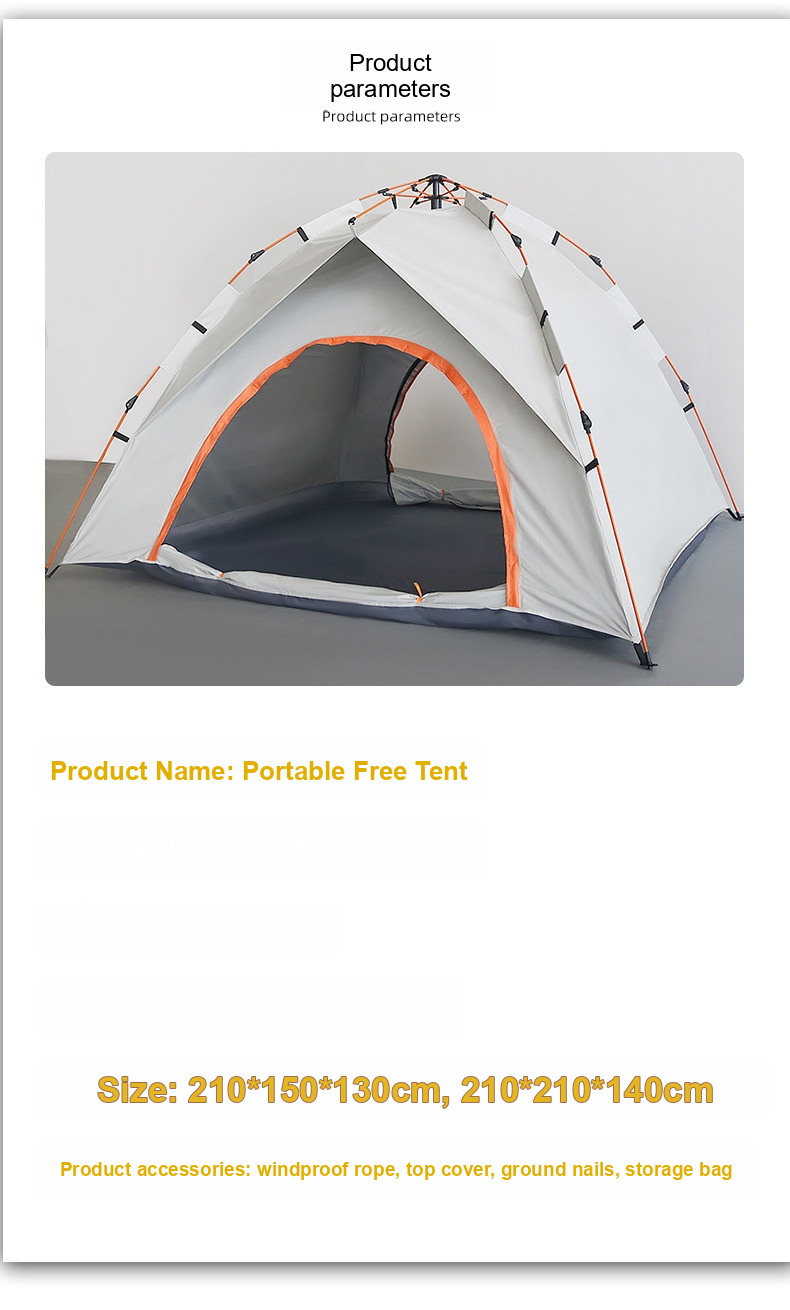 Product
parameters
Product parameters
Product Name: Portable Free Tent
Size: 210*150*130cm, 210*210*140cm
Product accessories: windproof rope, top cover, ground nails, storage bag